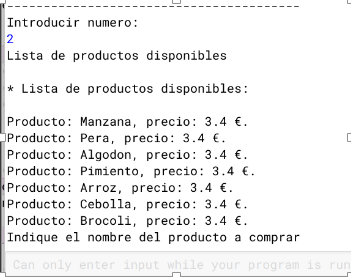 Introducir numero:
2
Lista de productos disponibles
* Lista de productos disponibles:
Producto: Manzana, precio: 3.4 €.
Producto: Pera, precio: 3.4 €.
Producto: Algodon, precio: 3.4 €.
Producto: Pimiento, precio: 3.4 €.
Producto: Arroz, precio: 3.4 €.
Producto: Cebolla, precio: 3.4 €.
Producto: Brocoli, precio: 3.4 €.
Indique el nombre del producto a comprar
Can only enter input while your program is run